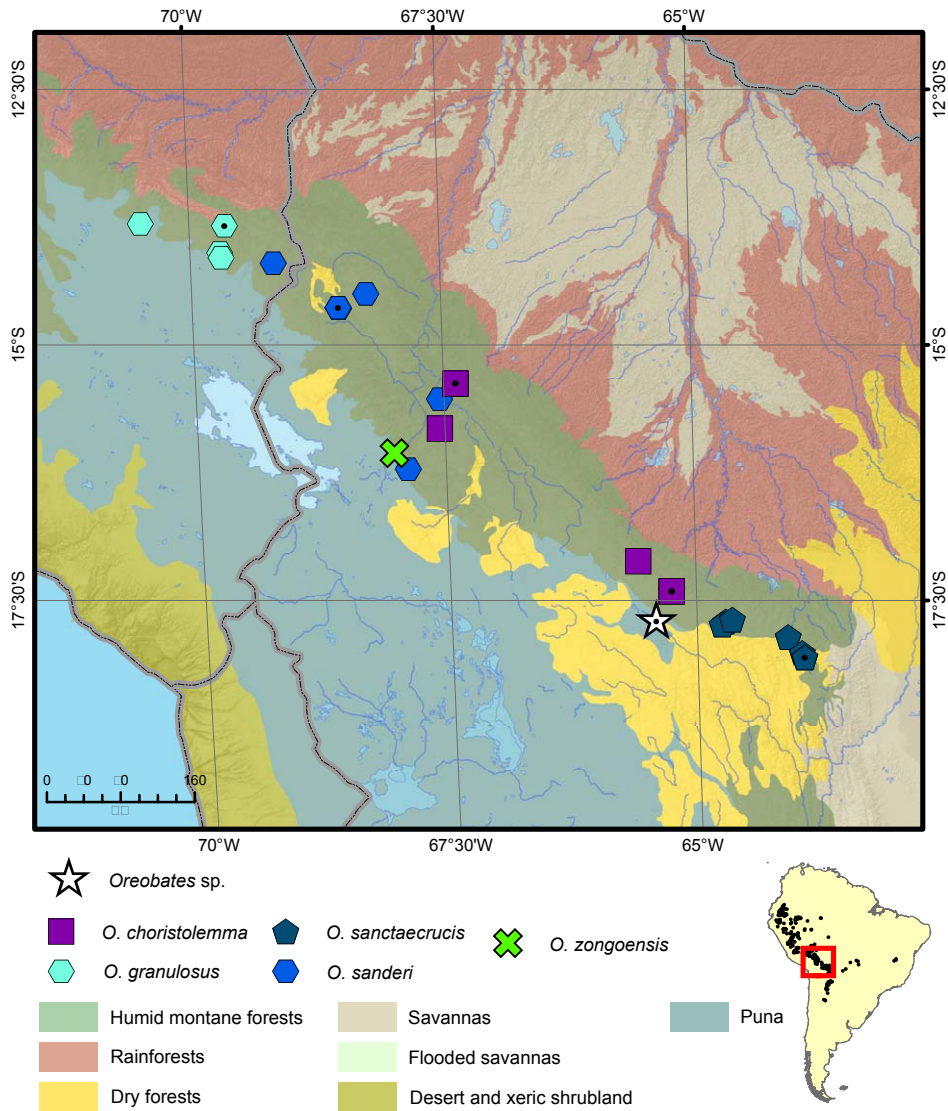 70°W 67°30'W 65°W
12°30'S 12°30'S
15°S 15°S
17°30'S 17°30'S
0 □0 □0 160
□□
70°W 67°30'W 65°W
Oreobates sp.
O. choristolemma O. sanctaecrucis O. zongoensis
O. granulosus O. sanderi
Humid montane forests Savannas Puna
Rainforests Flooded savannas
Dry forests Desert and xeric shrubland